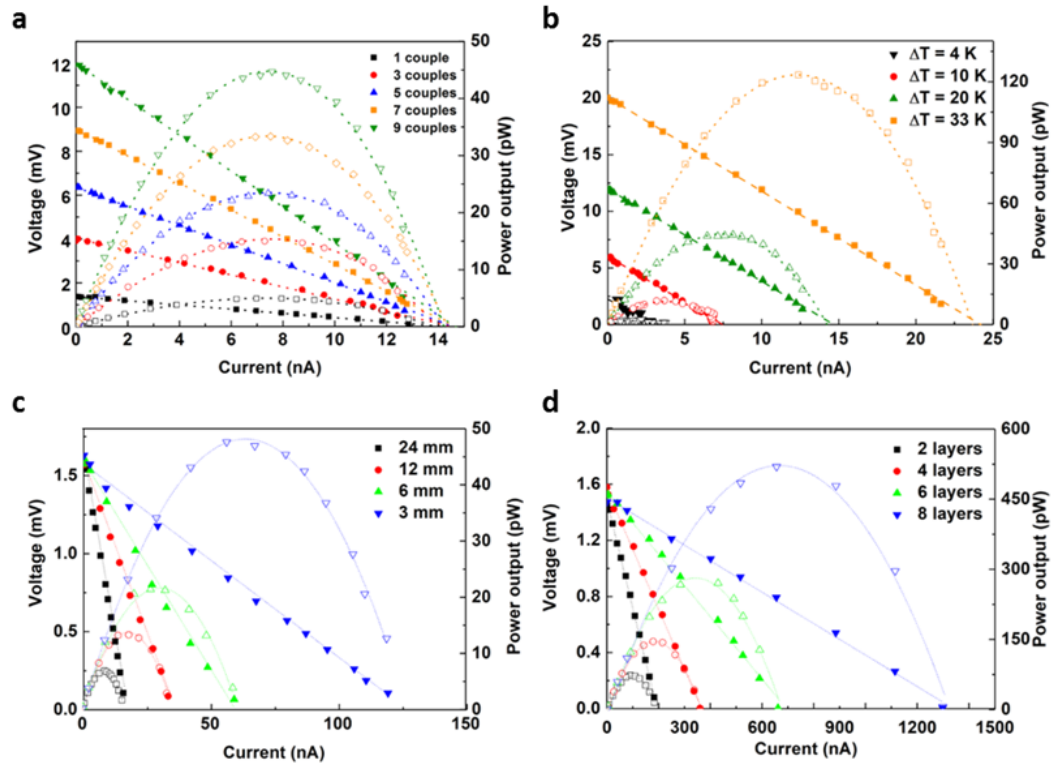 a
Voltage (mV)
12
10
8
6
4
2
0
1 couple
3 couples
5 couples
7 couples
9 couples
50
40
30
20
10
0
Power output (pW)
0 2 4 6 8 10 12 14
Current (nA)
b
Voltage (mV)
25
20
15
10
5
0
ΔT = 4 K
ΔT = 10 K
ΔT = 20 K
ΔT = 33 K
120
90
60
30
0
Power output (pW)
0 5 10 15 20 25
Current (nA)
c
Voltage (mV)
1.5
1.0
0.5
0.0
24 mm
12 mm
6 mm
3 mm
50
40
30
20
10
0
Power output (pW)
0 50 100 150
Current (nA)
d
Voltage (mV)
2.0
1.6
1.2
0.8
0.4
0.0
2 layers
4 layers
6 layers
8 layers
600
450
300
150
0
Power output (pW)
0 300 600 900 1200 1500
Current (nA)